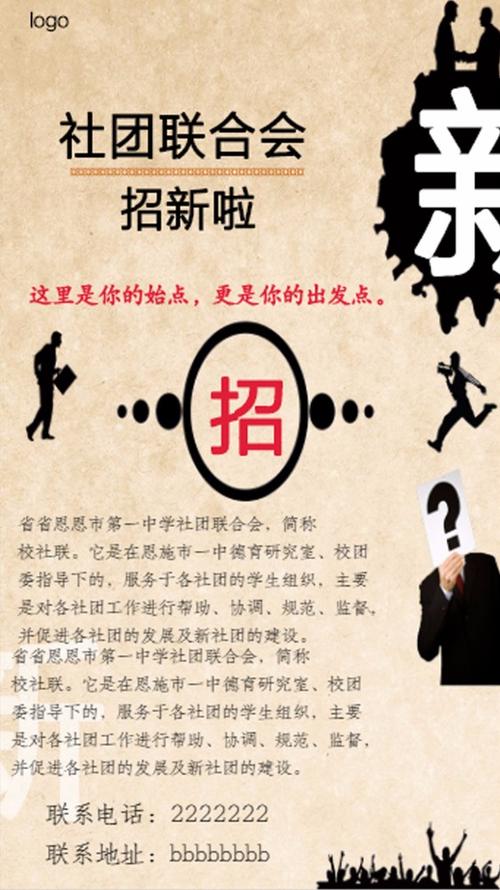 logo
社团联合会
招新啦
新
这里是你的始点，更是你的出发点。
招
?
省省恩恩市第一中学社团联合会，简称
校社联。它是在恩施市一中德育研究室、校团
委指导下的，服务于各社团的学生组织，主要
是对各社团工作进行帮助、协调、规范、监督，
并促进各社团的发展及新社团的建设。
省省恩恩市第一中学社团联合会，简称
校社联。它是在恩施市一中德育研究室、校团
委指导下的，服务于各社团的学生组织，主要
是对各社团工作进行帮助、协调、规范、监督，
并促进各社团的发展及新社团的建设。
联系电话：2222222
联系地址：bbbbbbbb